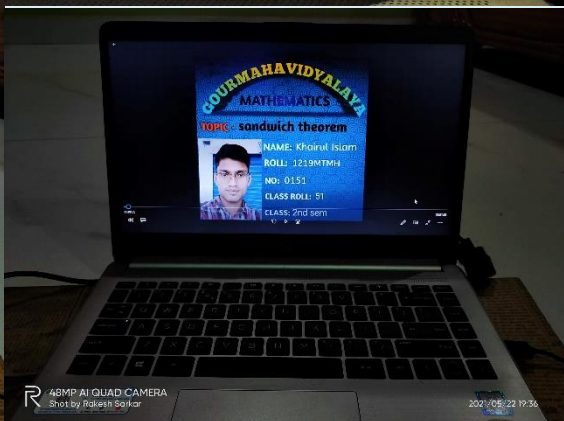 GOURMAHAVIDYALAYA
MATHEMATICS
TOPIC: sandwich theorem
NAME: Khairul Islam
ROLL: 1219MTMH
NO: 0151
CLASS ROLL: 51
CLASS: 2nd sem
48MP AI QUAD CAMERA
Shot by Rakesh Sarkar
2021/05/22 19:36